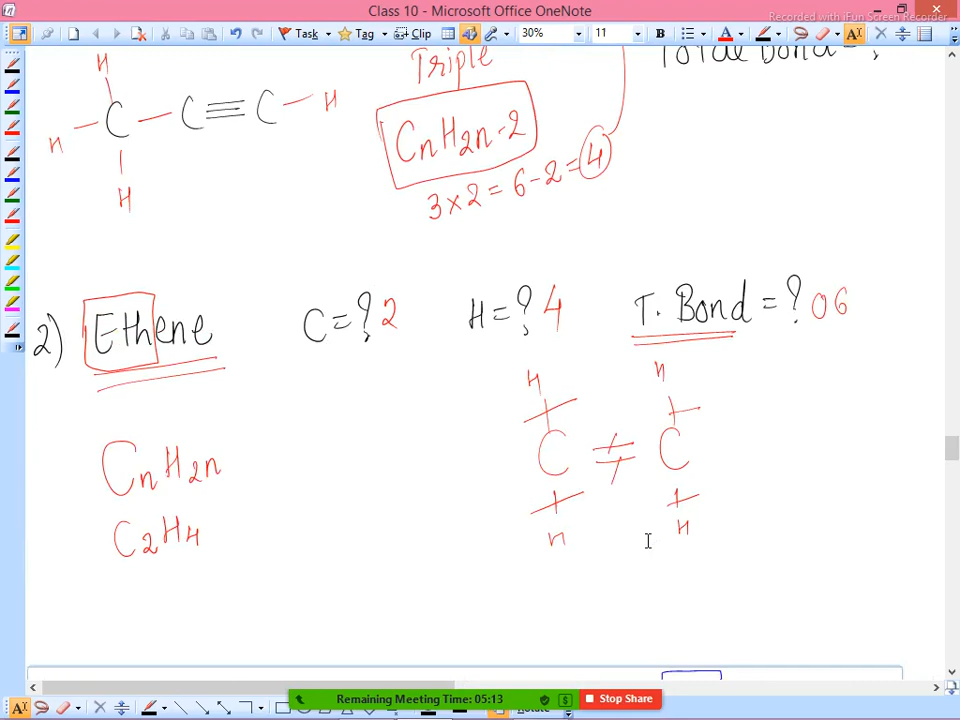 Class 10 - Microsoft Office OneNote
Recorded with iFun Screen Recorder
Task Tag Clip 30% 11 B A
Total Bond = ?
H
Triple
C C ≡ C H
H
CnH2n-2
H
3×2=6-2=4
2) Ethene C=?2 H=?4 T. Bond=?06
H H
C = C
CnH2n
H H
C2H4
Remaining Meeting Time: 05:13 Stop Share
Rotate